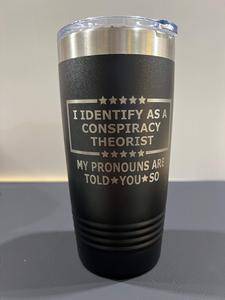 ★★★★★
I IDENTIFY AS A
CONSPIRACY
THEORIST
★★★★★
MY PRONOUNS ARE
TOLD★YOU★SO